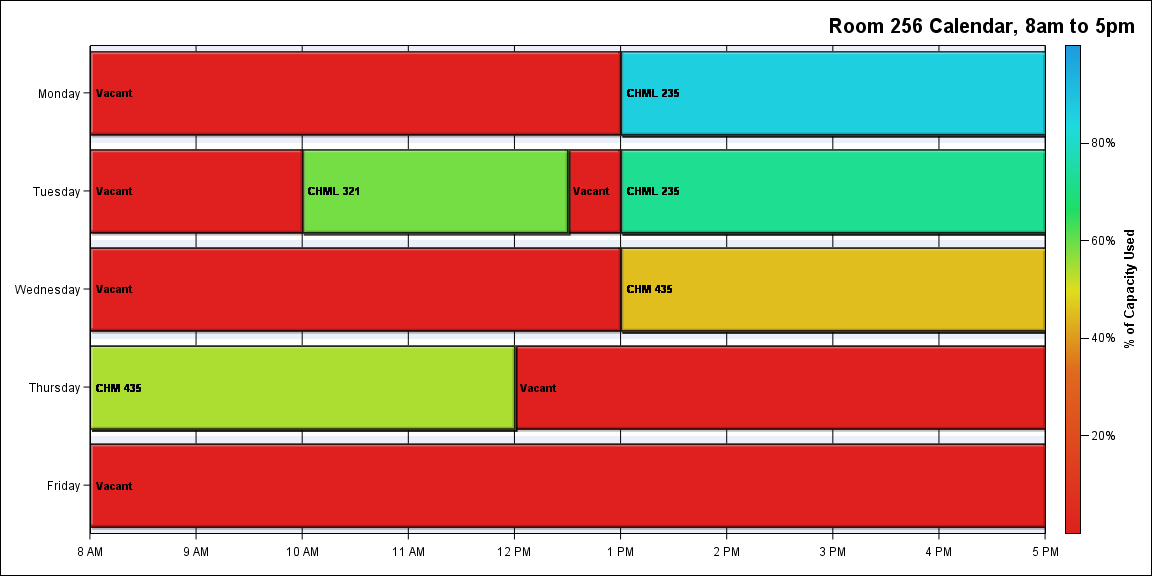 Room 256 Calendar, 8am to 5pm
Monday
Vacant
CHML 235
Tuesday
Vacant
CHML 321
Vacant
CHML 235
Wednesday
Vacant
CHM 435
Thursday
CHM 435
Vacant
Friday
Vacant
8 AM
9 AM
10 AM
11 AM
12 PM
1 PM
2 PM
3 PM
4 PM
5 PM
80%
60%
40%
20%
% of Capacity Used